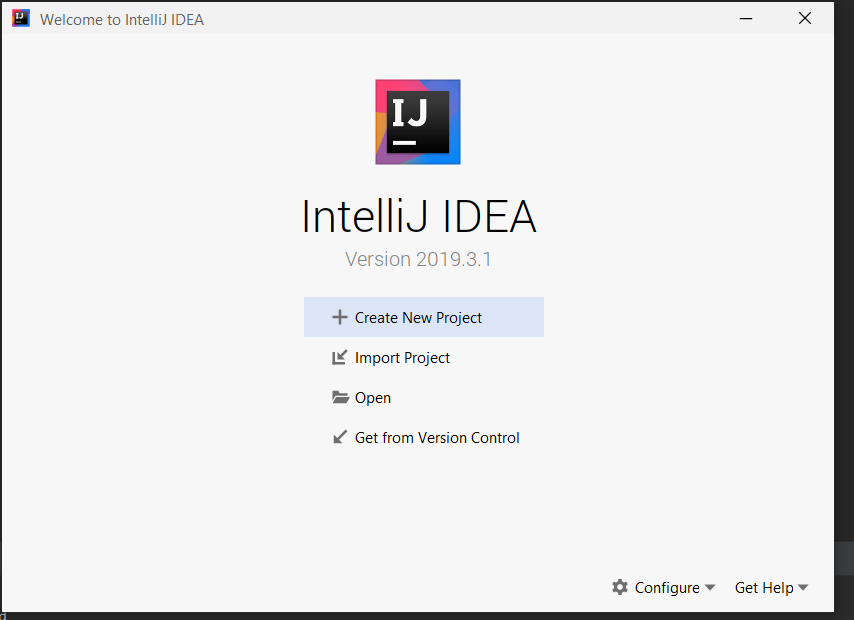 IJ
Welcome to IntelliJ IDEA
IJ
IntelliJ IDEA
Version 2019.3.1
Create New Project
Import Project
Open
Get from Version Control
Configure
Get Help